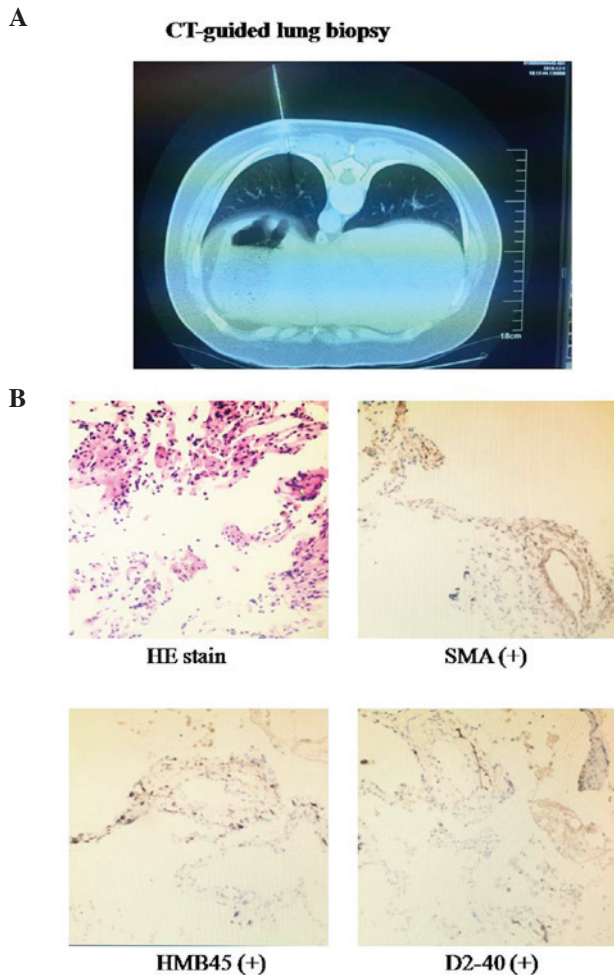 A
CT-guided lung biopsy
18cm
B
HE stain
SMA (+)
HMB45 (+)
D2-40 (+)